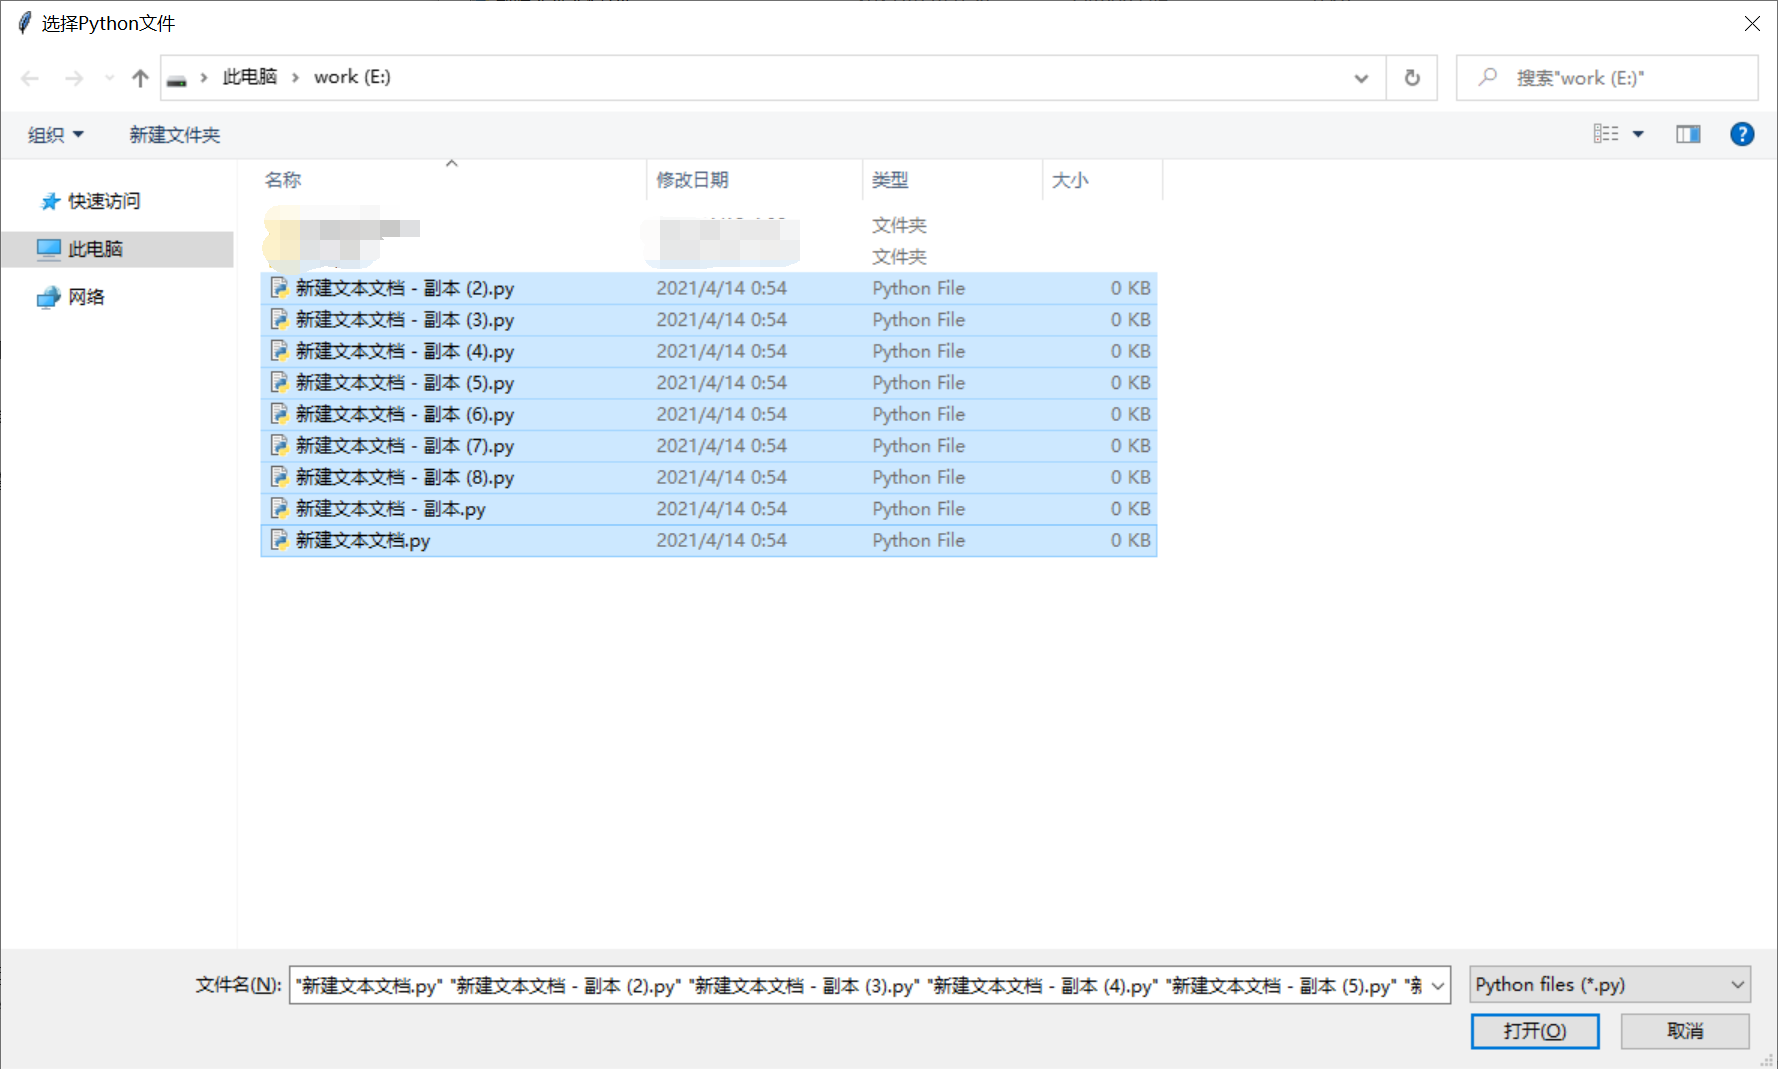 选择Python文件
此电脑 work (E:) 搜索"work (E:)"
组织 新建文件夹
名称 修改日期 类型 大小
快速访问
此电脑
网络
文件夹
文件夹
新建文本文档 - 副本 (2).py 2021/4/14 0:54 Python File 0 KB
新建文本文档 - 副本 (3).py 2021/4/14 0:54 Python File 0 KB
新建文本文档 - 副本 (4).py 2021/4/14 0:54 Python File 0 KB
新建文本文档 - 副本 (5).py 2021/4/14 0:54 Python File 0 KB
新建文本文档 - 副本 (6).py 2021/4/14 0:54 Python File 0 KB
新建文本文档 - 副本 (7).py 2021/4/14 0:54 Python File 0 KB
新建文本文档 - 副本 (8).py 2021/4/14 0:54 Python File 0 KB
新建文本文档 - 副本.py 2021/4/14 0:54 Python File 0 KB
新建文本文档.py 2021/4/14 0:54 Python File 0 KB
文件名(N): "新建文本文档.py" "新建文本文档 - 副本 (2).py" "新建文本文档 - 副本 (3).py" "新建文本文档 - 副本 (4).py" "新建文本文档 - 副本 (5).py" "新 Python files (*.py)
打开(O) 取消